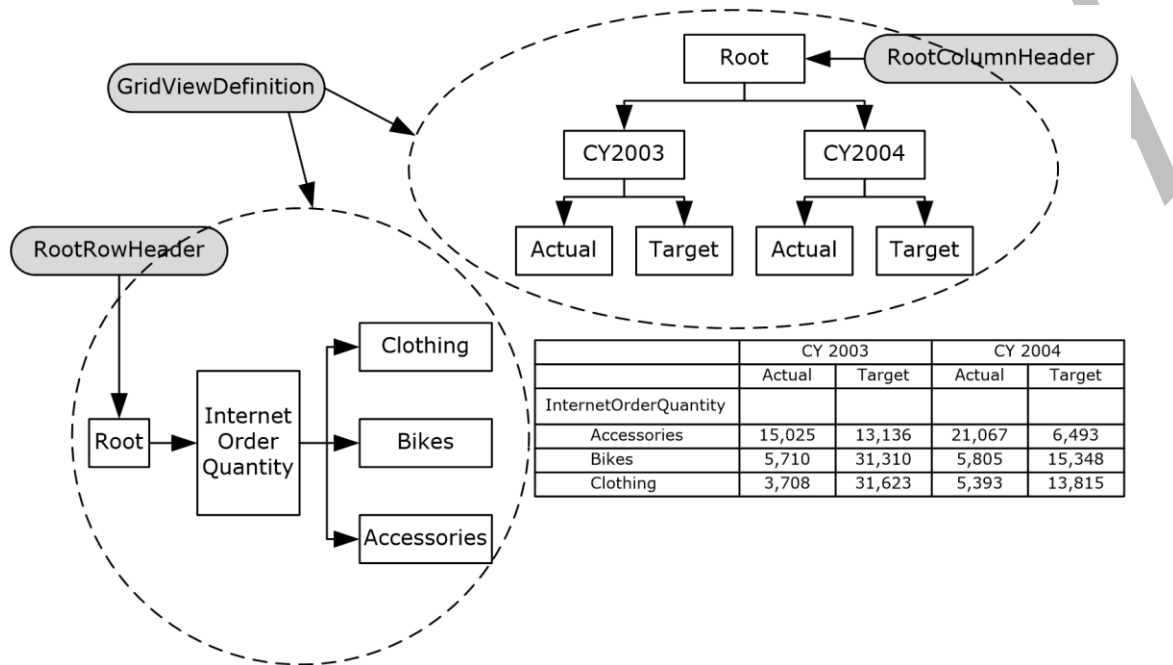 Root
RootColumnHeader
GridViewDefinition
CY2003
CY2004
Actual
Target
Actual
Target
RootRowHeader
Clothing
Internet
Order
Quantity
Root
Bikes
Accessories
CY 2003 CY 2004
Actual Target Actual Target
InternetOrderQuantity
Accessories 15,025 13,136 21,067 6,493
Bikes 5,710 31,310 5,805 15,348
Clothing 3,708 31,623 5,393 13,815